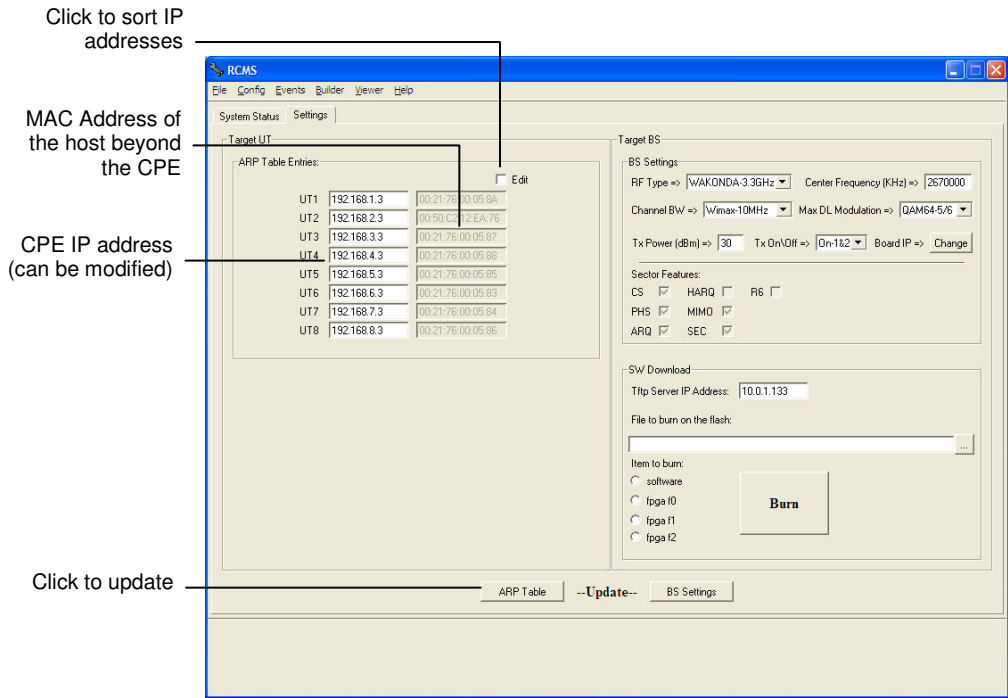 Click to sort IP
addresses
MAC Address of
the host beyond
the CPE
CPE IP address
(can be modified)
Click to update
RCMS
File Config Events Builder Viewer Help
System Status Settings
Target UT
ARP Table Entries:
Edit
UT1 192.168.1.3 00:21:76:00:05:8A
UT2 192.168.2.3 00:50:C2:12:EA:76
UT3 192.168.3.3 00:21:76:00:05:87
UT4 192.168.4.3 00:21:76:00:05:88
UT5 192.168.5.3 00:21:76:00:05:85
UT6 192.168.6.3 00:21:76:00:05:83
UT7 192.168.7.3 00:21:76:00:05:84
UT8 192.168.8.3 00:21:76:00:05:86
Target BS
BS Settings
RF Type => WAKONDA-3.3GHz Center Frequency (KHz) => 2670000
Channel BW => Wimax-10MHz Max DL Modulation => QAM64-5/6
Tx Power (dBm) => 30 Tx On\Off => On-1&2 Board IP => Change
Sector Features:
CS HARQ R6
PHS MIMO
ARQ SEC
SW Download
Tftp Server IP Address: 10.0.1.133
File to burn on the flash:
...
Item to burn:
software
fpga f0
fpga f1
fpga f2
Burn
ARP Table --Update-- BS Settings